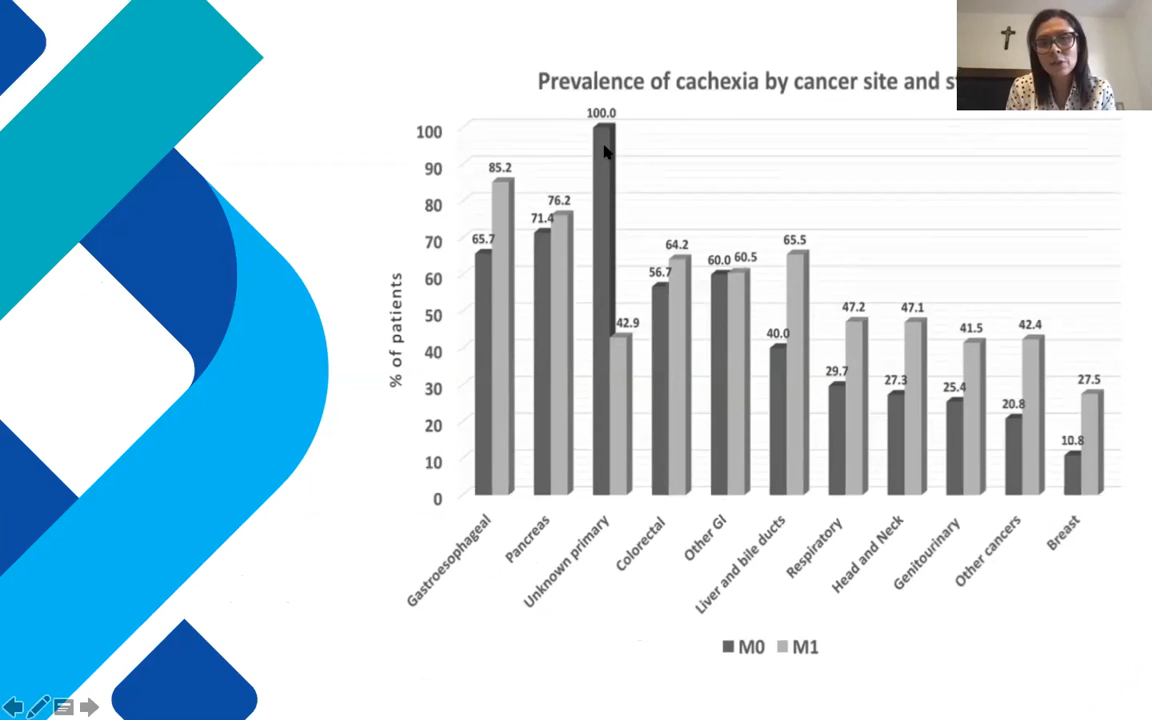 Prevalence of cachexia by cancer site and
100.0
100
90
80
70
60
50
40
30
20
10
0
% of patients
65.7
85.2
71.4
76.2
42.9
56.7
64.2
60.0
60.5
40.0
65.5
29.7
47.2
27.3
47.1
25.4
41.5
20.8
42.4
10.8
27.5
Gastroesophageal
Pancreas
Unknown primary
Colorectal
Other GI
Liver and bile ducts
Respiratory
Head and Neck
Genitourinary
Other cancers
Breast
M0
M1